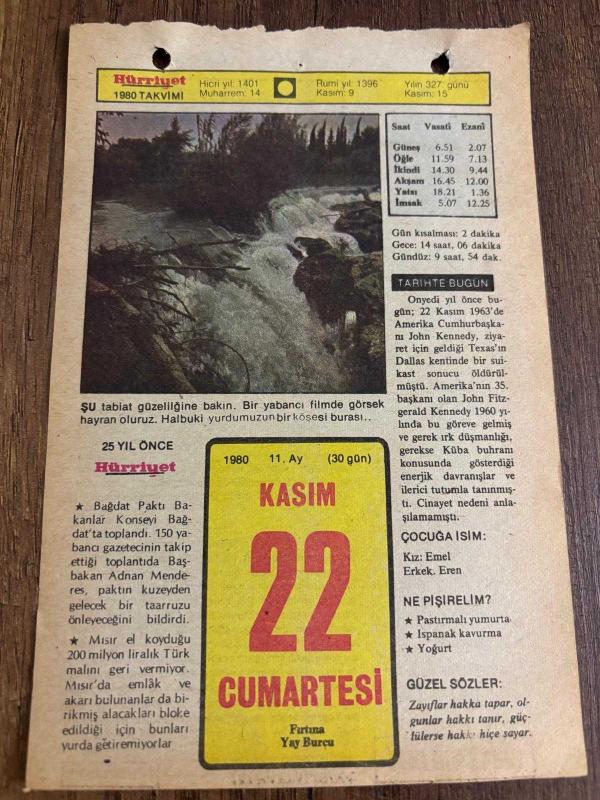 Hürriyet
1980 TAKVİMİ
Hicri yıl: 1401
Muharrem: 14
Rumi yıl: 1396
Kasım: 9
Yılın 327. günü
Kasım: 15
Saat Vasati Ezani
Güneş 6.51 2.07
Öğle 11.59 7.13
İkindi 14.30 9.44
Akşam 16.45 12.00
Yatsı 18.21 1.36
İmsak 5.07 12.25
Gün kısalması: 2 dakika
Gece: 14 saat, 06 dakika
Gündüz: 9 saat, 54 dak.
TARİHTE BUGÜN
Onyedi yıl önce bu-
gün; 22 Kasım 1963'de
Amerika Cumhurbaşka-
nı John Kennedy, ziya-
ret için geldiği Texas'ın
Dallas kentinde bir sui-
kast sonucu öldürül-
müştü. Amerika'nın 35.
başkanı olan John Fitz-
gerald Kennedy 1960 yı-
lında bu göreve gelmiş
ve gerek ırk düşmanlığı,
gerekse Küba buhranı
konusunda gösterdiği
enerjik davranışlar ve
ilerici tutumla tanınmış-
tı. Cinayet nedeni anla-
şılamamıştı.
ÇOCUĞA İSİM:
Kız: Emel
Erkek. Eren
NE PİŞİRELİM?
★ Pastırmalı yumurta
★ Ispanak kavurma
★ Yoğurt
GÜZEL SÖZLER:
Zayıflar hakka tapar, ol-
gunlar hakkı tanır, güç-
lülerse hakkı hiçe sayar.
ŞU tabiat güzelliğine bakın. Bir yabancı filmde görsek
hayran oluruz. Halbuki yurdumuzun bir köşesi burası..
25 YIL ÖNCE
Hürriyet
★ Bağdat Paktı Ba-
kanlar Konseyi Bağ-
dat'ta toplandı. 150 ya-
bancı gazetecinin takip
ettiği toplantıda Baş-
bakan Adnan Mende-
res, paktın kuzeyden
gelecek bir taarruzu
önleyeceğini bildirdi.
★ Mısır el koyduğu
200 milyon liralık Türk
malını geri vermiyor.
Mısır'da emlâk ve
akarı bulunanlar da bi-
rikmiş alacakları bloke
edildiği için bunları
yurda getiremiyorlar
1980 11. Ay (30 gün)
KASIM
22
CUMARTESİ
Fırtına
Yay Burcu